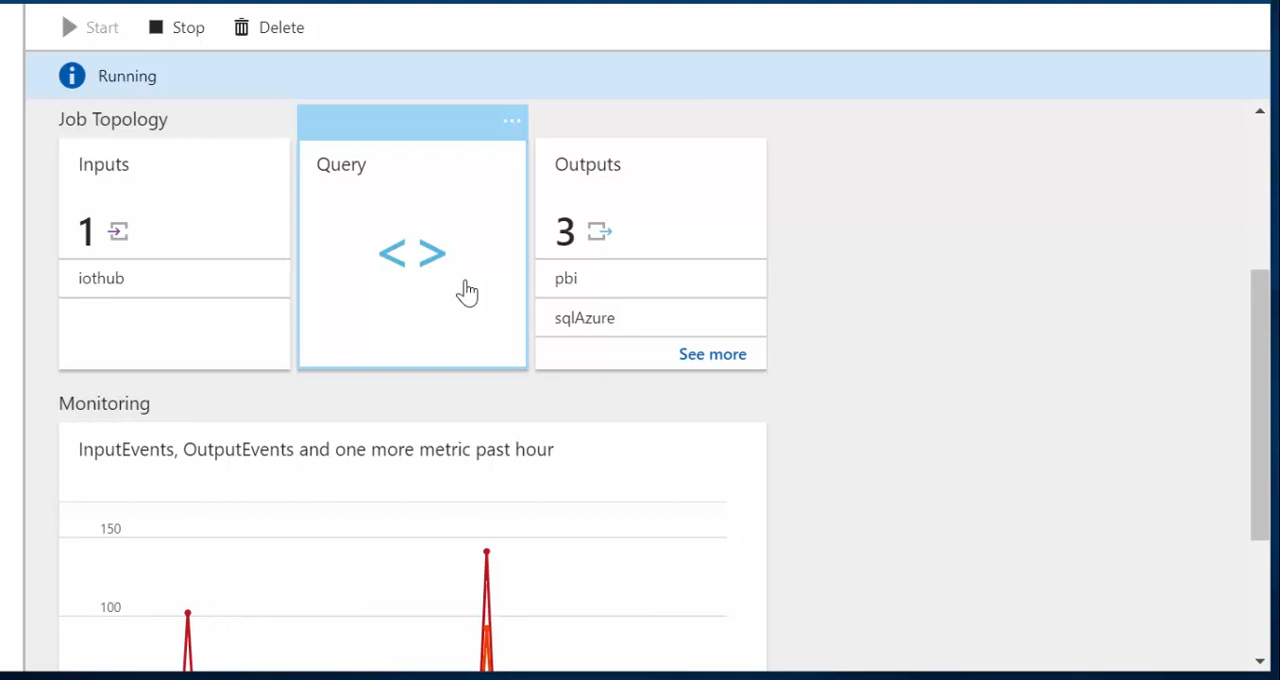 Start Stop Delete
Running
Job Topology
Inputs
1
iothub
Query
< >
Outputs
3
pbi
sqlAzure
See more
Monitoring
InputEvents, OutputEvents and one more metric past hour
150
100